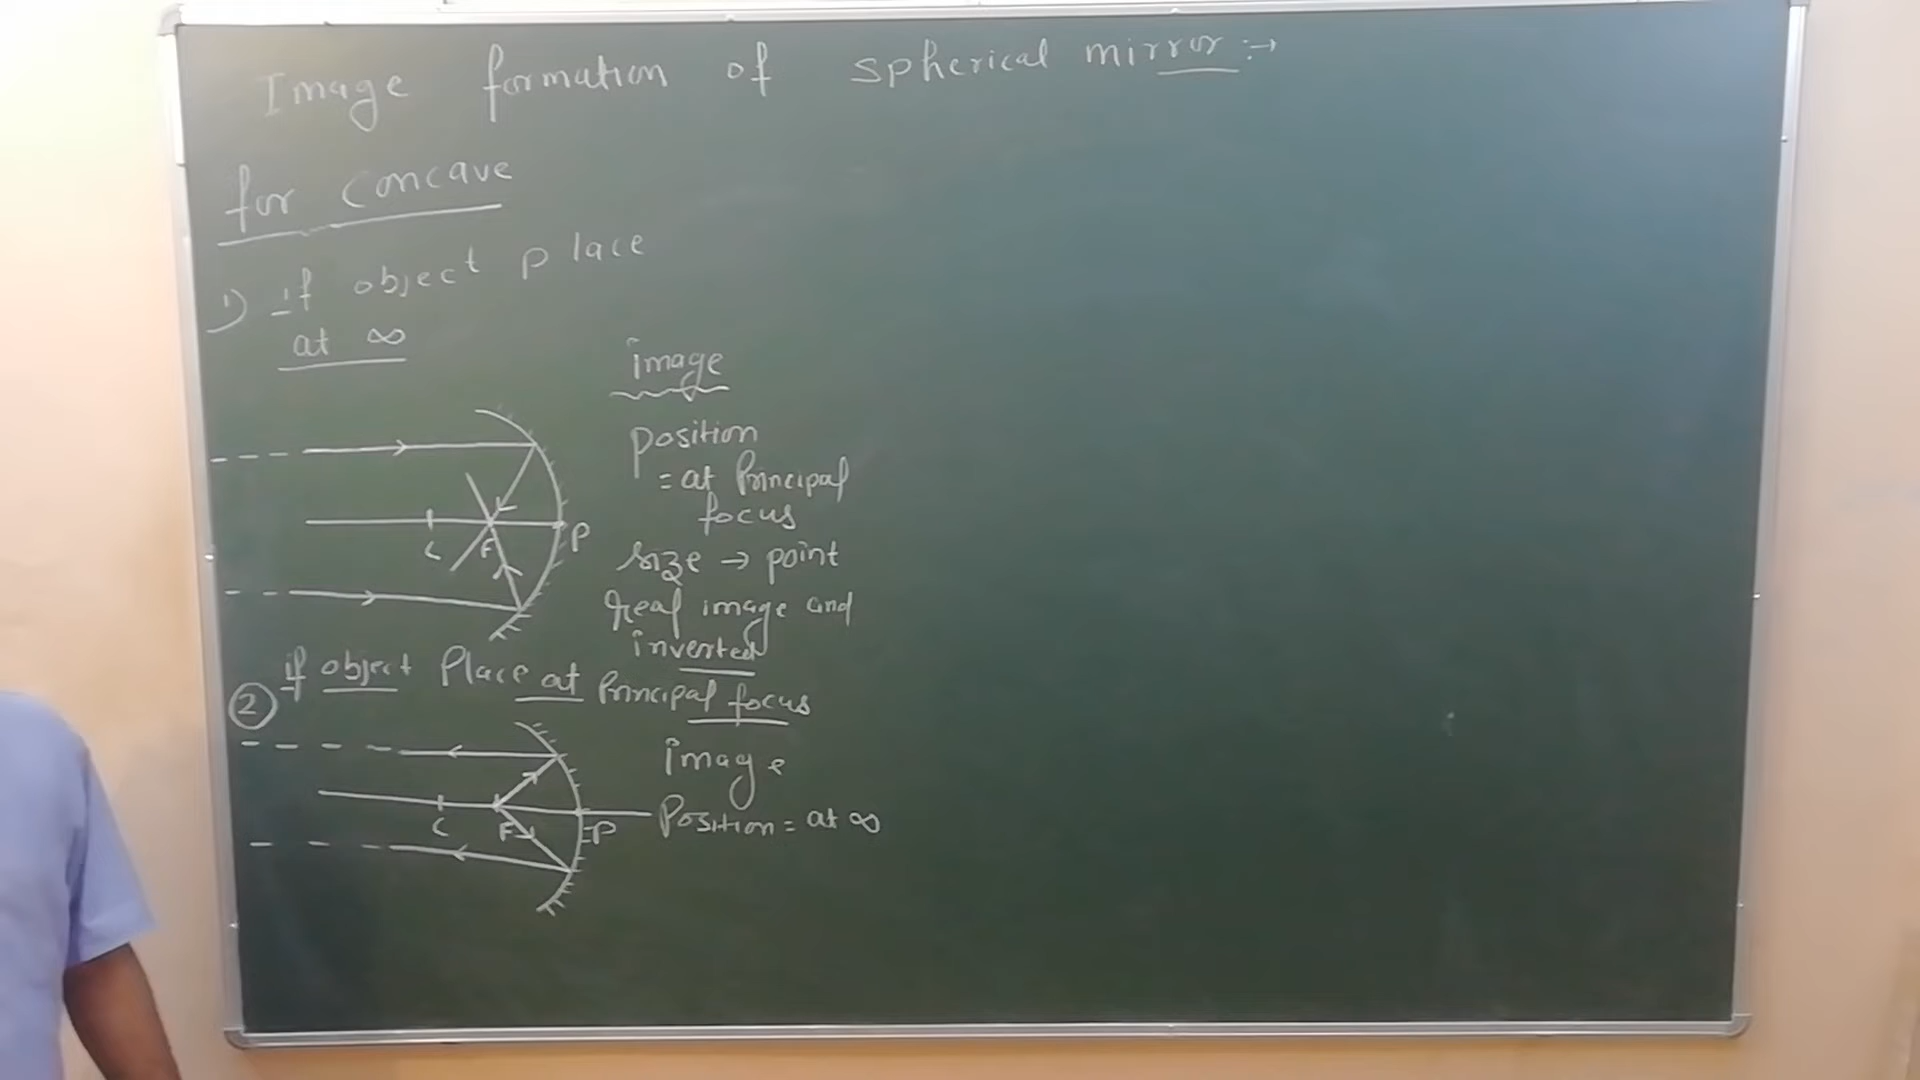 Image formation of spherical mirror :→
for concave
1) if object place
at ∞
image
position
= at Principal
focus
size → point
real image and
inverted
C F P
② if object Place at Principal focus
image
Position = at ∞
C F P